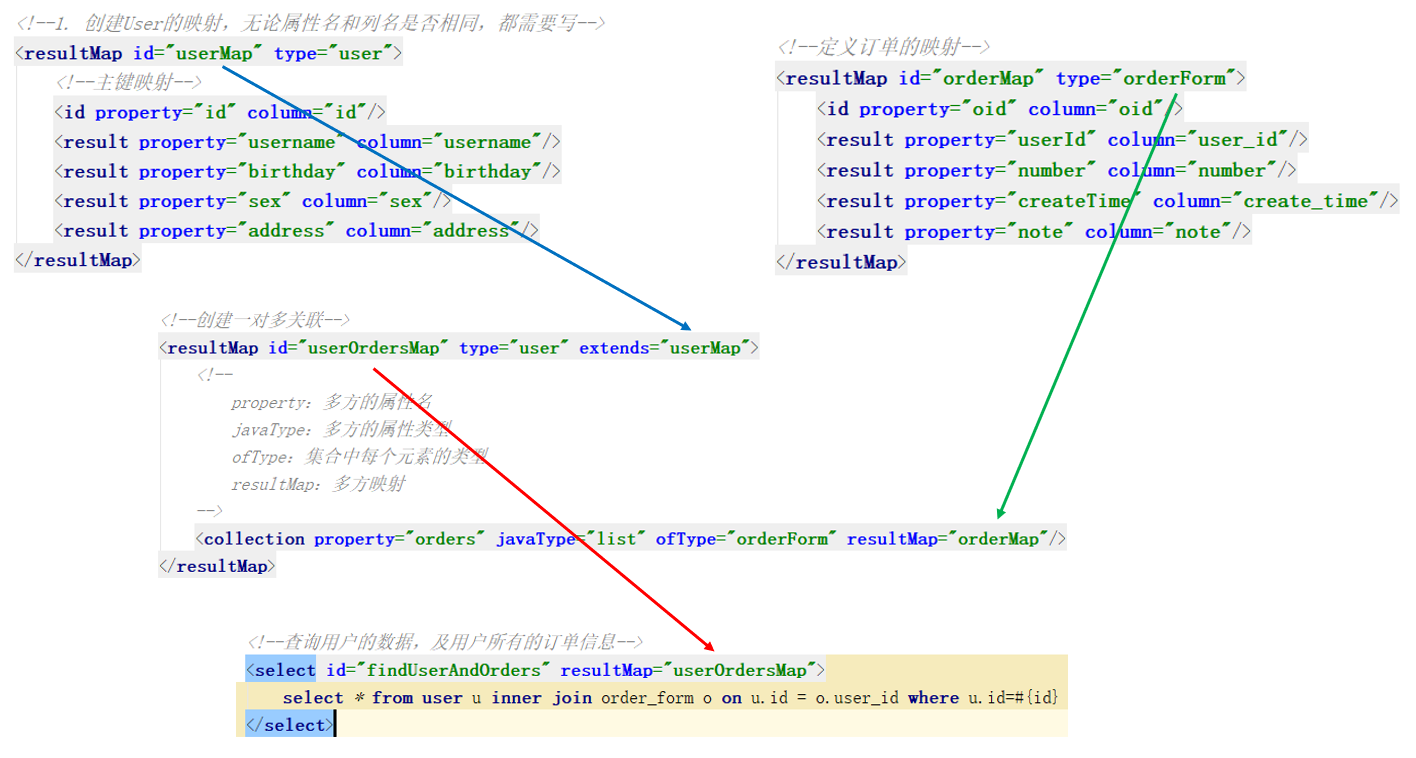 <!--1. 创建User的映射，无论属性名和列名是否相同，都需要写-->
<resultMap id="userMap" type="user">
<!--主键映射-->
<id property="id" column="id"/>
<result property="username" column="username"/>
<result property="birthday" column="birthday"/>
<result property="sex" column="sex"/>
<result property="address" column="address"/>
</resultMap>
<!--定义订单的映射-->
<resultMap id="orderMap" type="orderForm">
<id property="oid" column="oid"/>
<result property="userId" column="user_id"/>
<result property="number" column="number"/>
<result property="createTime" column="create_time"/>
<result property="note" column="note"/>
</resultMap>
<!--创建一对多关联-->
<resultMap id="userOrdersMap" type="user" extends="userMap">
<!--
property：多方的属性名
javaType：多方的属性类型
ofType：集合中每个元素的类型
resultMap：多方映射
-->
<collection property="orders" javaType="list" ofType="orderForm" resultMap="orderMap"/>
</resultMap>
<!--查询用户的数据，及用户所有的订单信息-->
<select id="findUserAndOrders" resultMap="userOrdersMap">
select * from user u inner join order_form o on u.id = o.user_id where u.id=#{id}
</select>